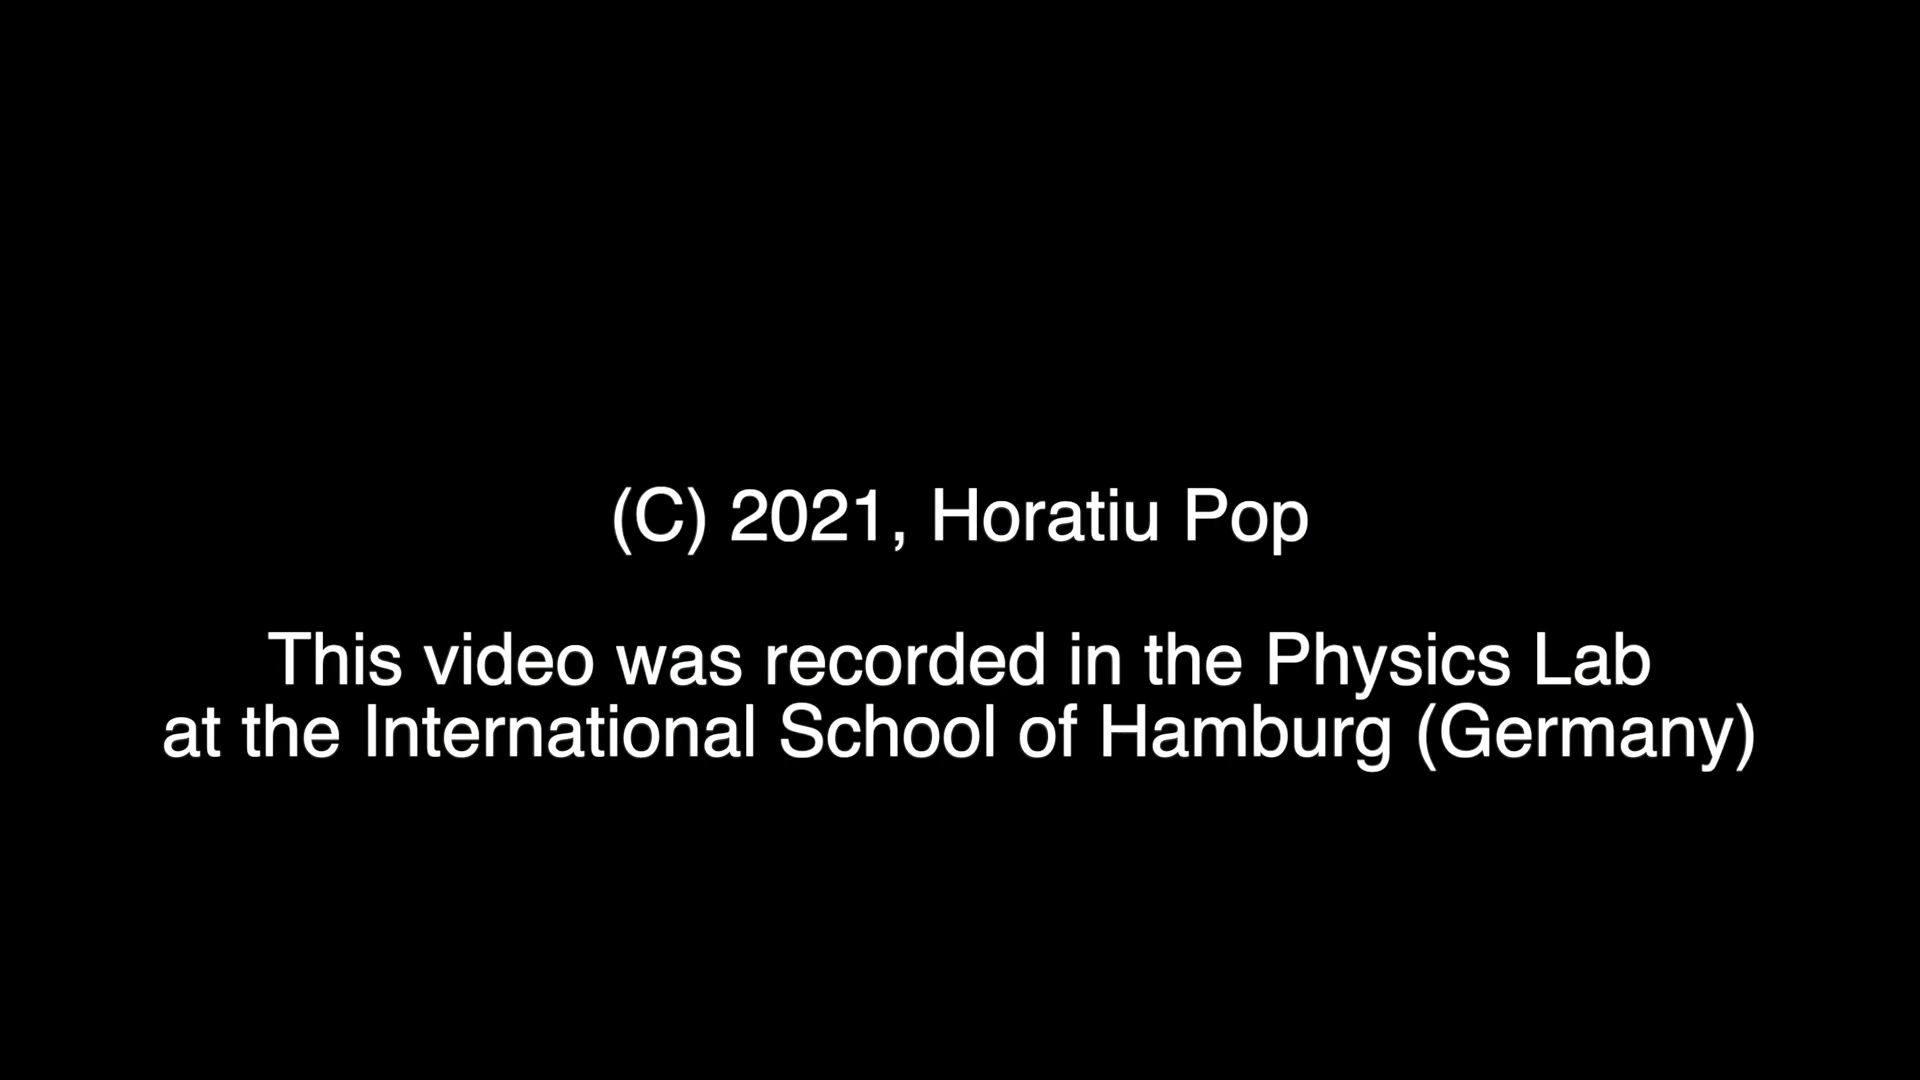 (C) 2021, Horatiu Pop
This video was recorded in the Physics Lab
at the International School of Hamburg (Germany)